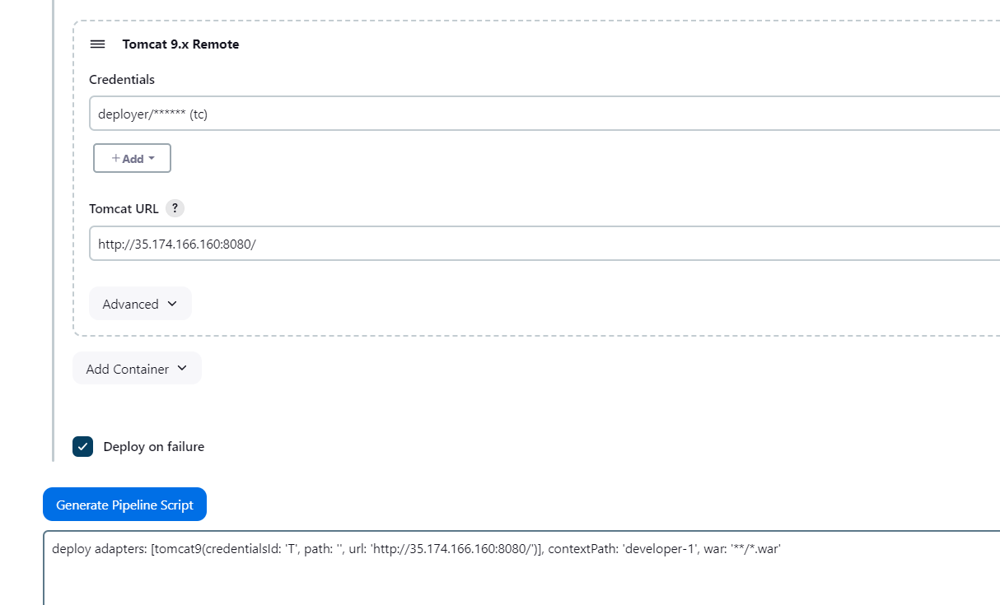 Tomcat 9.x Remote
Credentials
deployer/****** (tc)
+ Add
Tomcat URL ?
http://35.174.166.160:8080/
Advanced
Add Container
Deploy on failure
Generate Pipeline Script
deploy adapters: [tomcat9(credentialsId: 'T', path: '', url: 'http://35.174.166.160:8080/')], contextPath: 'developer-1', war: '**/*.war'